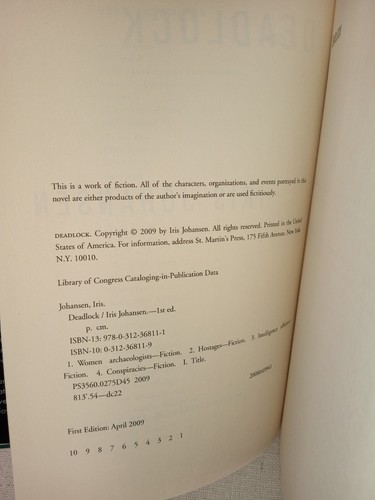 This is a work of fiction. All of the characters, organizations, and events portrayed in this
novel are either products of the author's imagination or are used fictitiously.
DEADLOCK. Copyright © 2009 by Iris Johansen. All rights reserved. Printed in the United
States of America. For information, address St. Martin's Press, 175 Fifth Avenue, New York
N.Y. 10010.
Library of Congress Cataloging-in-Publication Data
Johansen, Iris.
Deadlock / Iris Johansen.—1st ed.
p. cm.
ISBN-13: 978-0-312-36811-1
ISBN-10: 0-312-36811-9
1. Women archaeologists—Fiction. 2. Hostages—Fiction. 3. Intelligence
Fiction. 4. Conspiracies—Fiction. I. Title.
PS3560.O275D45 2009
813'.54—dc22
First Edition: April 2009
10 9 8 7 6 5 4 3 2 1